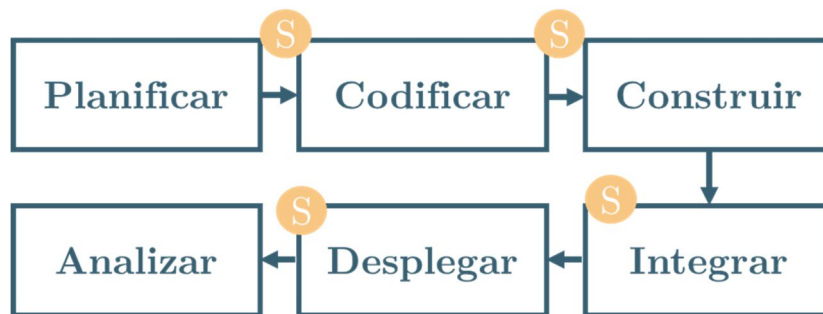 S
S
Planificar
Codificar
Construir
S
S
Analizar
Desplegar
Integrar